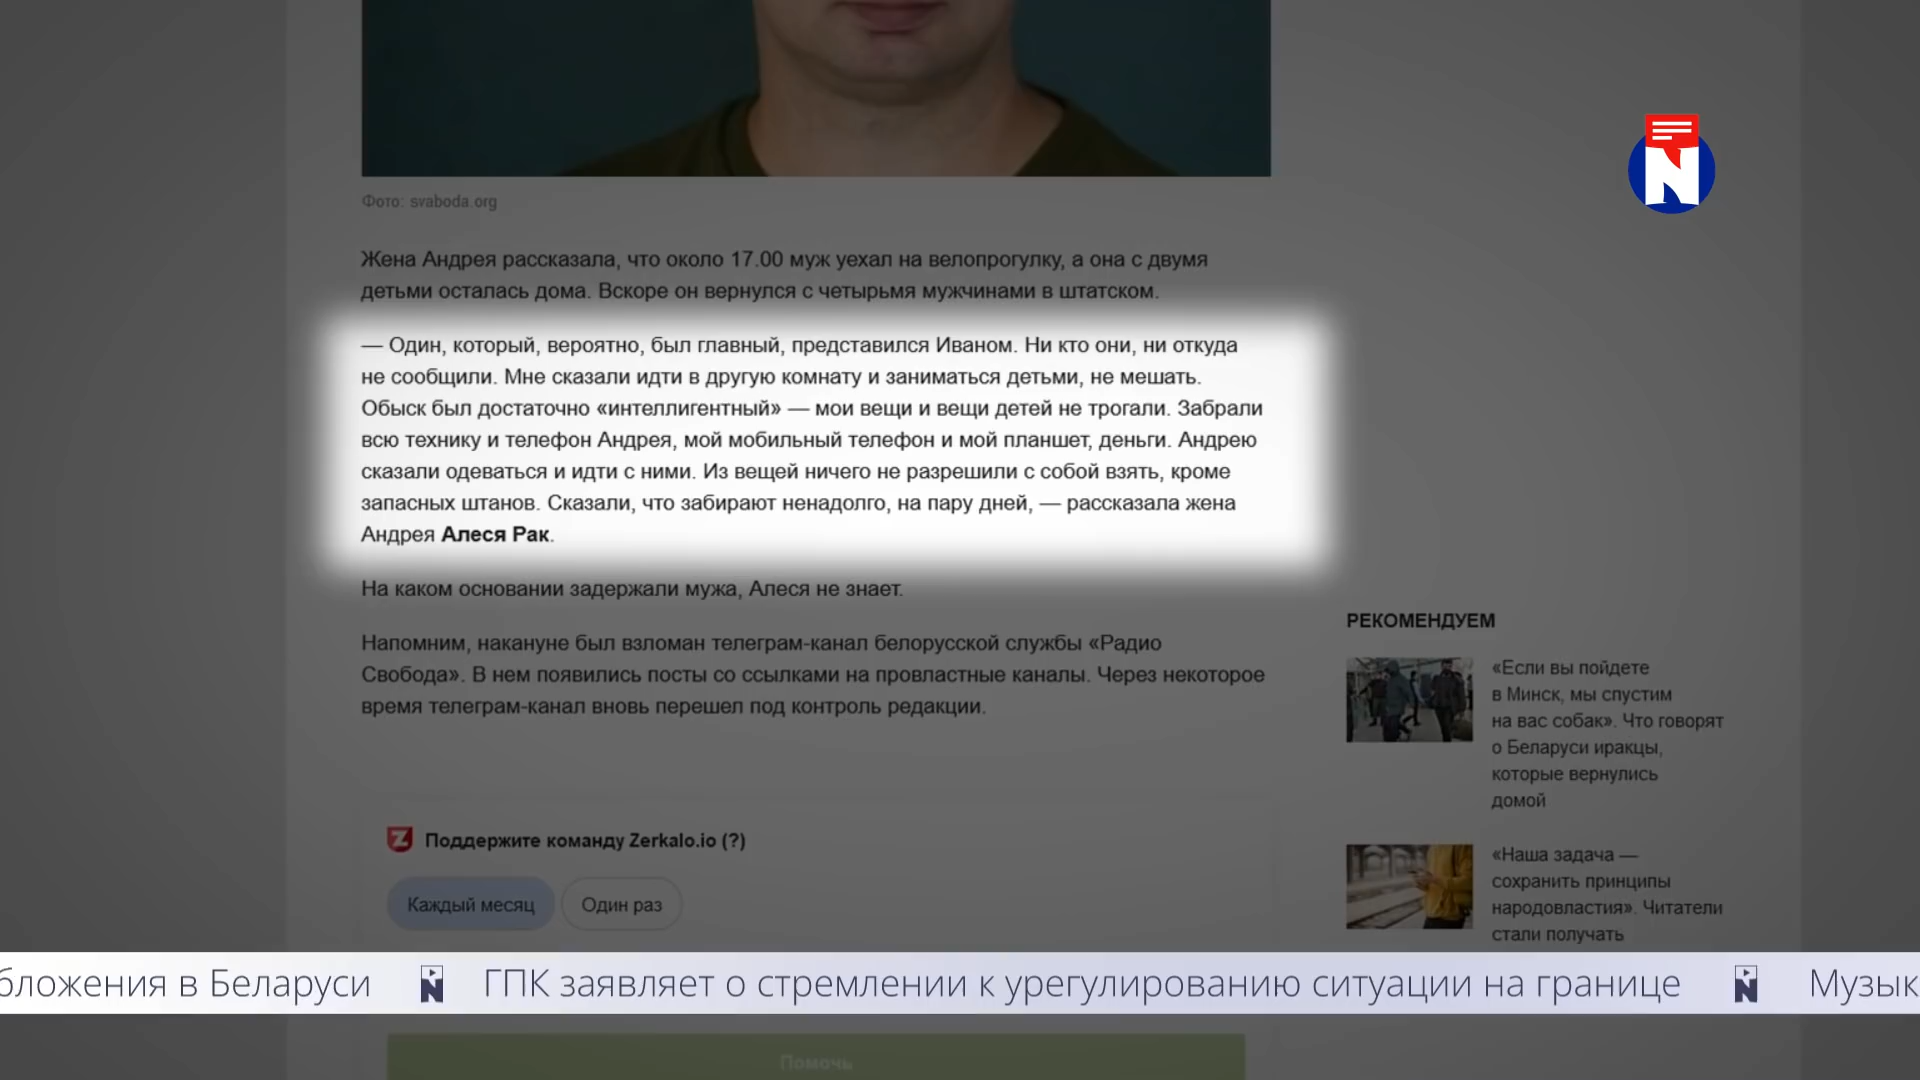 Фото: svaboda.org
Жена Андрея рассказала, что около 17.00 муж уехал на велопрогулку, а она с двумя
детьми осталась дома. Вскоре он вернулся с четырьмя мужчинами в штатском.
— Один, который, вероятно, был главный, представился Иваном. Ни кто они, ни откуда
не сообщили. Мне сказали идти в другую комнату и заниматься детьми, не мешать.
Обыск был достаточно «интеллигентный» — мои вещи и вещи детей не трогали. Забрали
всю технику и телефон Андрея, мой мобильный телефон и мой планшет, деньги. Андрею
сказали одеваться и идти с ними. Из вещей ничего не разрешили с собой взять, кроме
запасных штанов. Сказали, что забирают ненадолго, на пару дней, — рассказала жена
Андрея Алеся Рак.
На каком основании задержали мужа, Алеся не знает.
Напомним, накануне был взломан телеграм-канал белорусской службы «Радио
Свобода». В нем появились посты со ссылками на провластные каналы. Через некоторое
время телеграм-канал вновь перешел под контроль редакции.
РЕКОМЕНДУЕМ
«Если вы пойдете
в Минск, мы спустим
на вас собак». Что говорят
о Беларуси иракцы,
которые вернулись
домой
«Наша задача —
сохранить принципы
народовластия». Читатели
стали получать
Поддержите команду Zerkalo.io (?)
Каждый месяц
Один раз
бложения в Беларуси ГПК заявляет о стремлении к урегулированию ситуации на границе Музык
Помочь